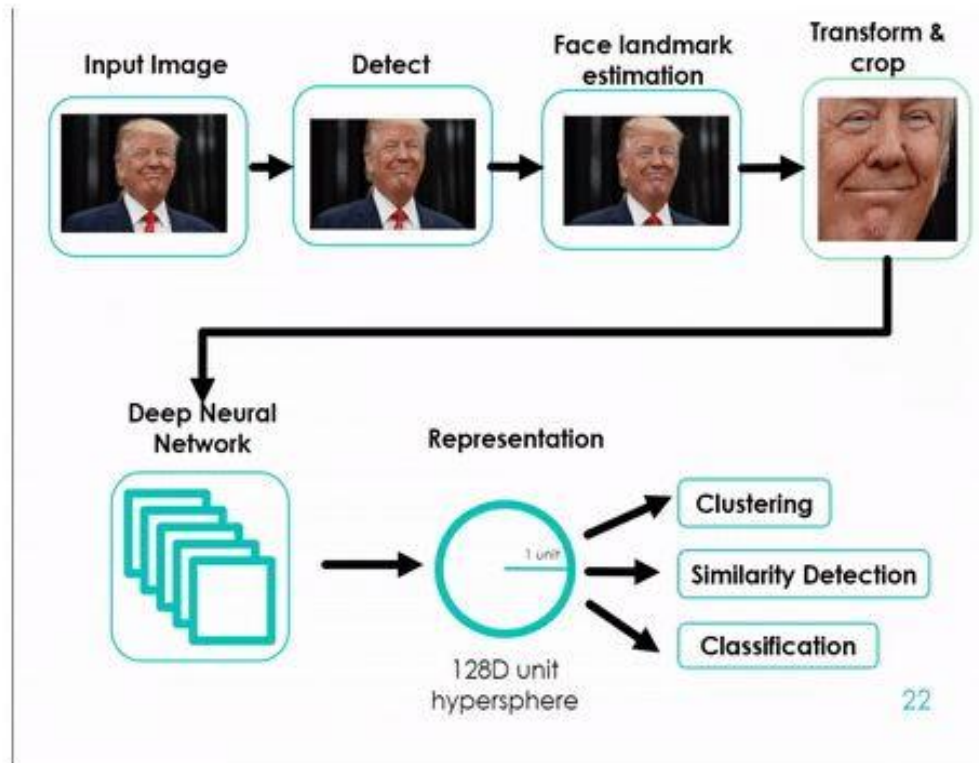 Input Image
Detect
Face landmark
estimation
Transform &
crop
Deep Neural
Network
Representation
1 unit
128D unit
hypersphere
Clustering
Similarity Detection
Classification
22